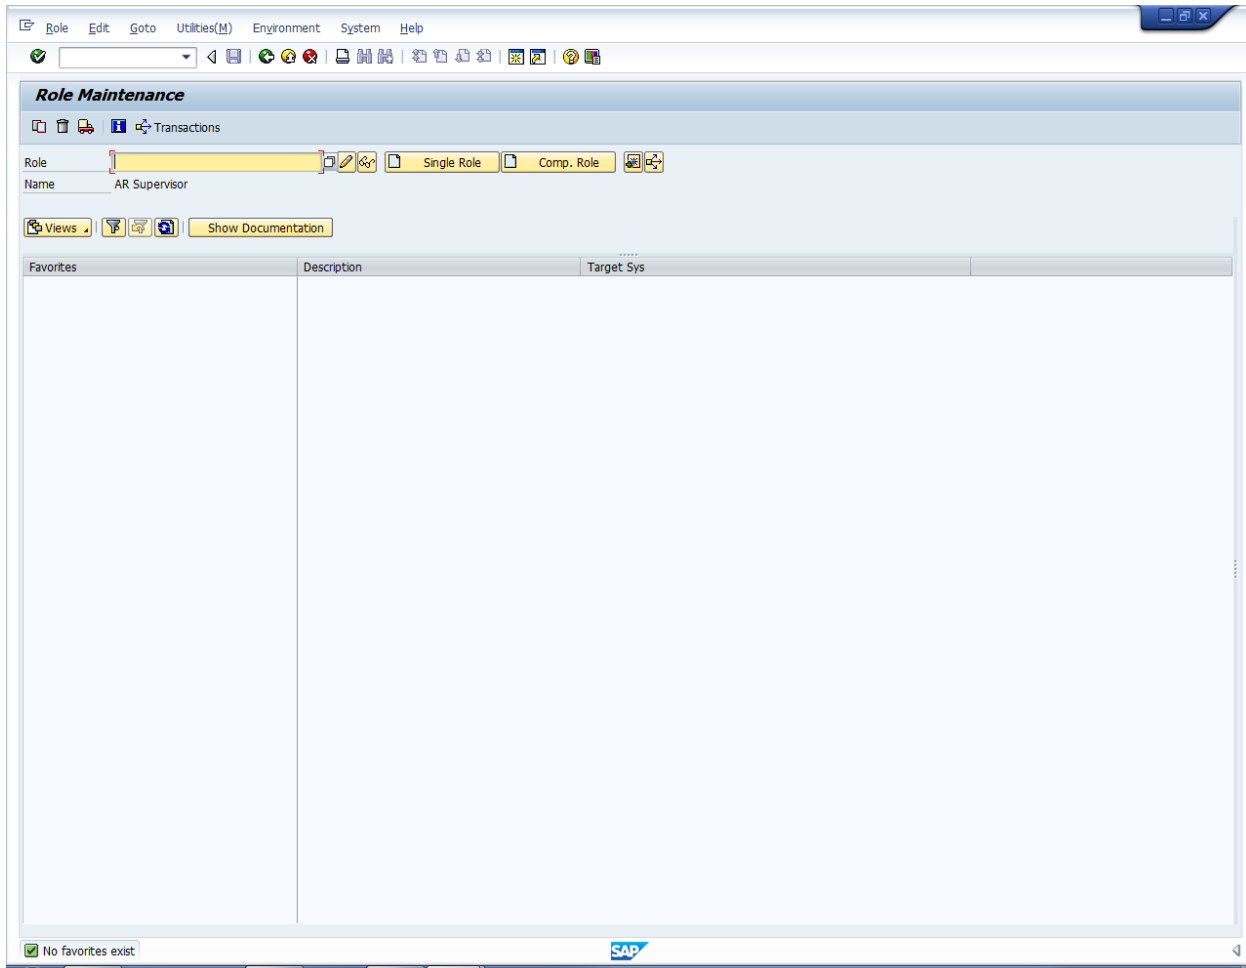 Role Edit Goto Utilities(M) Environment System Help
Role Maintenance
Transactions
Role Single Role Comp. Role
Name AR Supervisor
Views Show Documentation
Favorites Description Target Sys
No favorites exist SAP